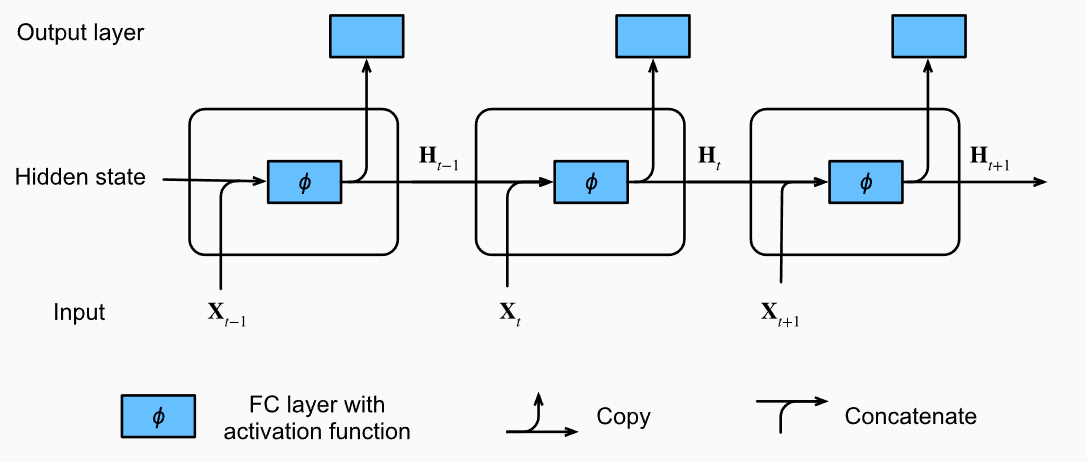 Output layer
Hidden state
ϕ
H_{t−1}
ϕ
H_t
ϕ
H_{t+1}
Input
X_{t−1}
X_t
X_{t+1}
ϕ
FC layer with
activation function
Copy
Concatenate